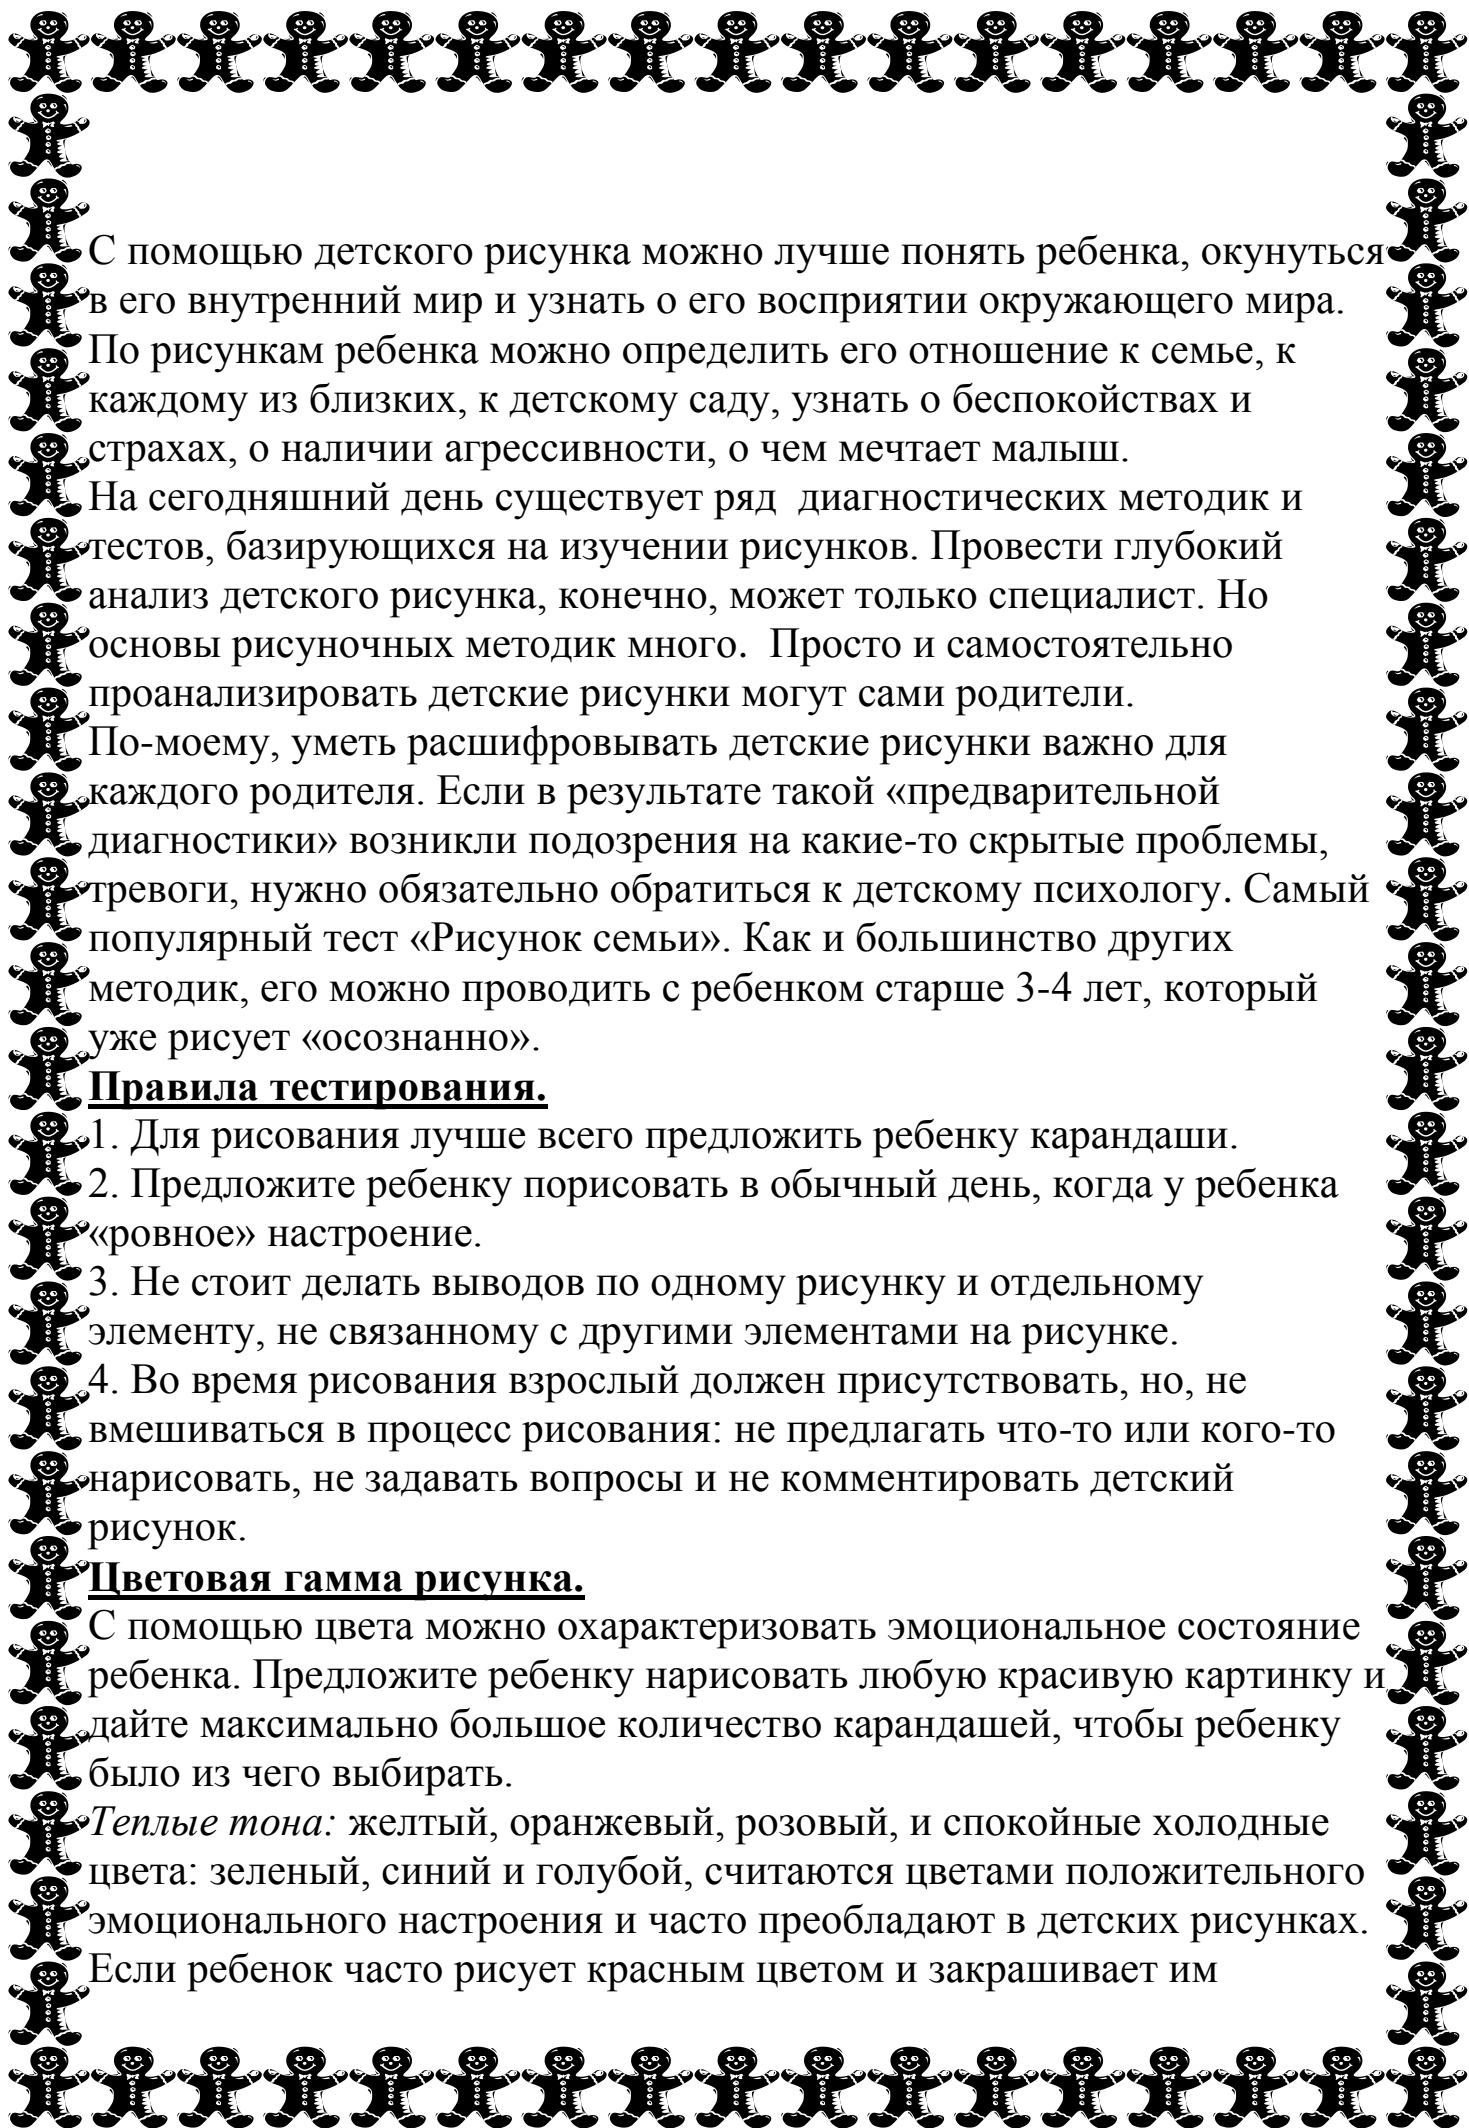 С помощью детского рисунка можно лучше понять ребенка, окунуться
в его внутренний мир и узнать о его восприятии окружающего мира.
По рисункам ребенка можно определить его отношение к семье, к
каждому из близких, к детскому саду, узнать о беспокойствах и
страхах, о наличии агрессивности, о чем мечтает малыш.
На сегодняшний день существует ряд  диагностических методик и
тестов, базирующихся на изучении рисунков. Провести глубокий
анализ детского рисунка, конечно, может только специалист. Но
основы рисуночных методик много.  Просто и самостоятельно
проанализировать детские рисунки могут сами родители.
По-моему, уметь расшифровывать детские рисунки важно для
каждого родителя. Если в результате такой «предварительной
диагностики» возникли подозрения на какие-то скрытые проблемы,
тревоги, нужно обязательно обратиться к детскому психологу. Самый
популярный тест «Рисунок семьи». Как и большинство других
методик, его можно проводить с ребенком старше 3-4 лет, который
уже рисует «осознанно».
Правила тестирования.
1. Для рисования лучше всего предложить ребенку карандаши.
2. Предложите ребенку порисовать в обычный день, когда у ребенка
«ровное» настроение.
3. Не стоит делать выводов по одному рисунку и отдельному
элементу, не связанному с другими элементами на рисунке.
4. Во время рисования взрослый должен присутствовать, но, не
вмешиваться в процесс рисования: не предлагать что-то или кого-то
нарисовать, не задавать вопросы и не комментировать детский
рисунок.
Цветовая гамма рисунка.
С помощью цвета можно охарактеризовать эмоциональное состояние
ребенка. Предложите ребенку нарисовать любую красивую картинку и
дайте максимально большое количество карандашей, чтобы ребенку
было из чего выбирать.
Теплые тона: желтый, оранжевый, розовый, и спокойные холодные
цвета: зеленый, синий и голубой, считаются цветами положительного
эмоционального настроения и часто преобладают в детских рисунках.
Если ребенок часто рисует красным цветом и закрашивает им